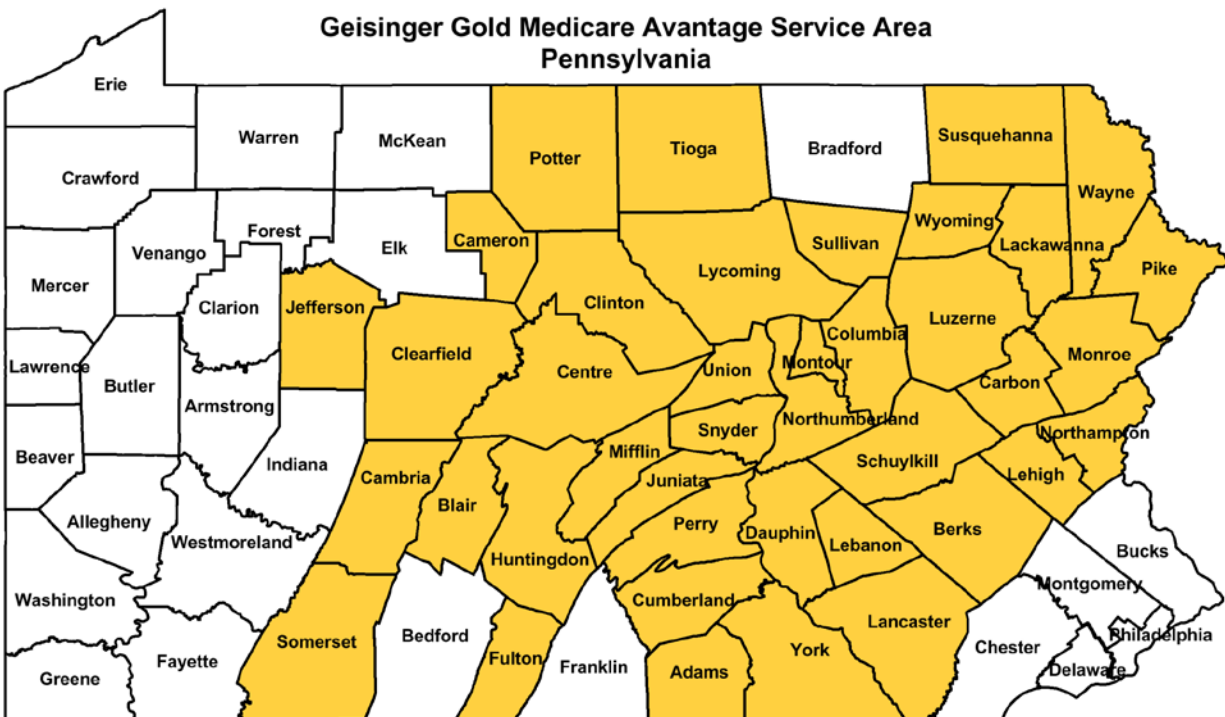 Geisinger Gold Medicare Avantage Service Area
Pennsylvania
Erie
Warren
McKean
Potter
Tioga
Bradford
Susquehanna
Crawford
Wayne
Venango
Forest
Elk
Cameron
Sullivan
Wyoming
Lackawanna
Mercer
Clarion
Jefferson
Clinton
Lycoming
Pike
Lawrence
Butler
Clearfield
Centre
Union
Montour
Columbia
Luzerne
Monroe
Armstrong
Carbon
Beaver
Indiana
Cambria
Blair
Mifflin
Snyder
Northumberland
Schuylkill
Northampton
Lehigh
Juniata
Allegheny
Westmoreland
Huntingdon
Perry
Dauphin
Lebanon
Berks
Bucks
Washington
Cumberland
Montgomery
Somerset
Bedford
Lancaster
Philadelphia
Greene
Fayette
Fulton
Franklin
Adams
York
Chester
Delaware